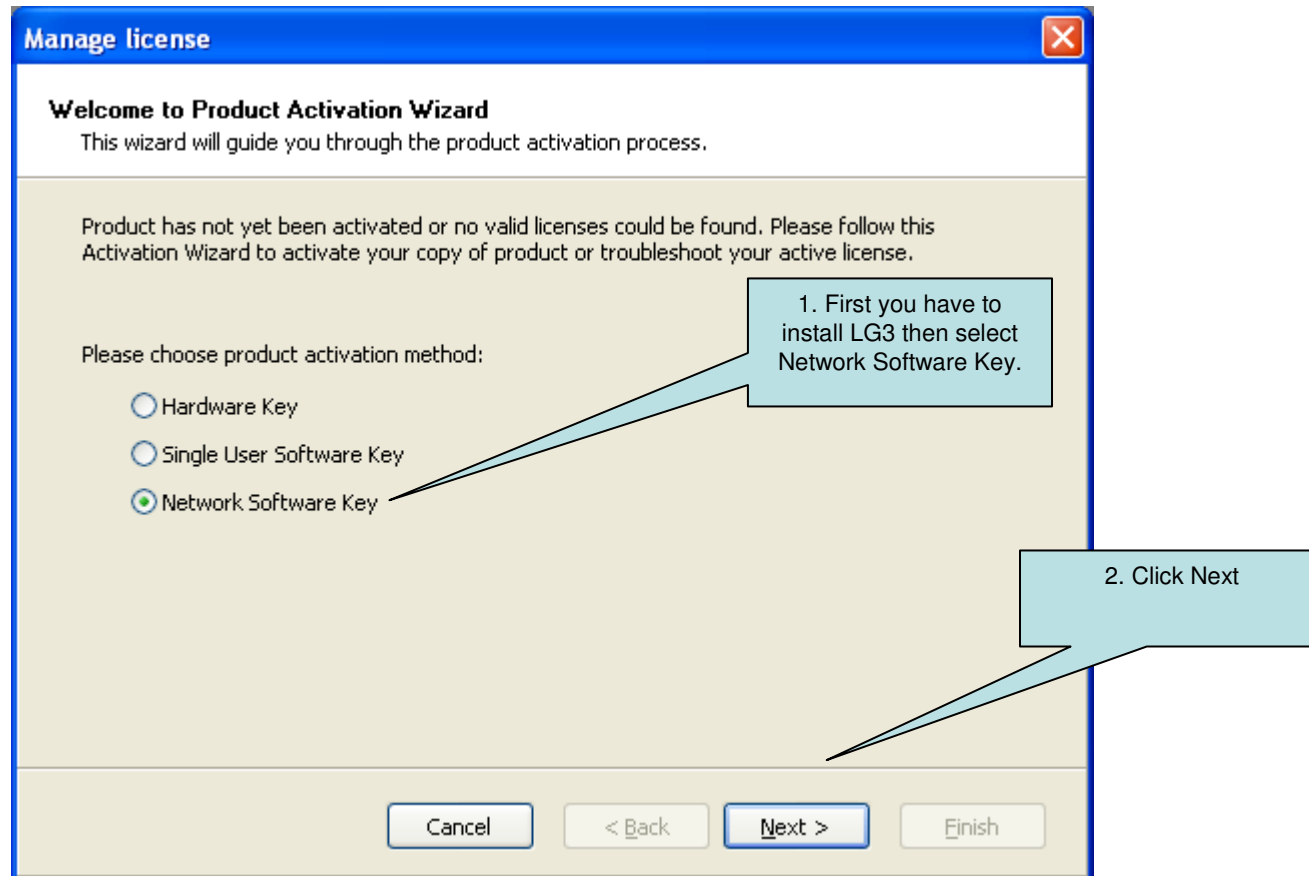 Manage license
Welcome to Product Activation Wizard
This wizard will guide you through the product activation process.
Product has not yet been activated or no valid licenses could be found. Please follow this
Activation Wizard to activate your copy of product or troubleshoot your active license.
1. First you have to
install LG3 then select
Network Software Key.
Please choose product activation method:
Hardware Key
Single User Software Key
Network Software Key
2. Click Next
Cancel
< Back
Next >
Finish